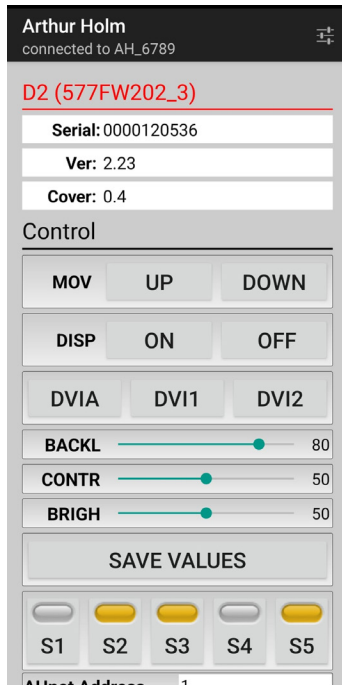 Arthur Holm
connected to AH_6789
D2 (577FW202_3)
Serial: 0000120536
Ver: 2.23
Cover: 0.4
Control
MOV UP DOWN
DISP ON OFF
DVIA DVI1 DVI2
BACKL 80
CONTR 50
BRIGH 50
SAVE VALUES
S1 S2 S3 S4 S5
AHnet Address 1